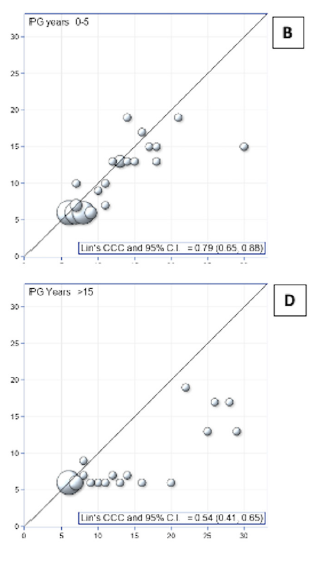 PG years 0-5
B
30
25
20
15
10
5
0
Lin's CCC and 95% C.I. = 0.79 (0.65, 0.88)
PG Years >15
D
30
25
20
15
10
5
0
Lin's CCC and 95% C.I. = 0.54 (0.41, 0.65)
0 5 10 15 20 25 30